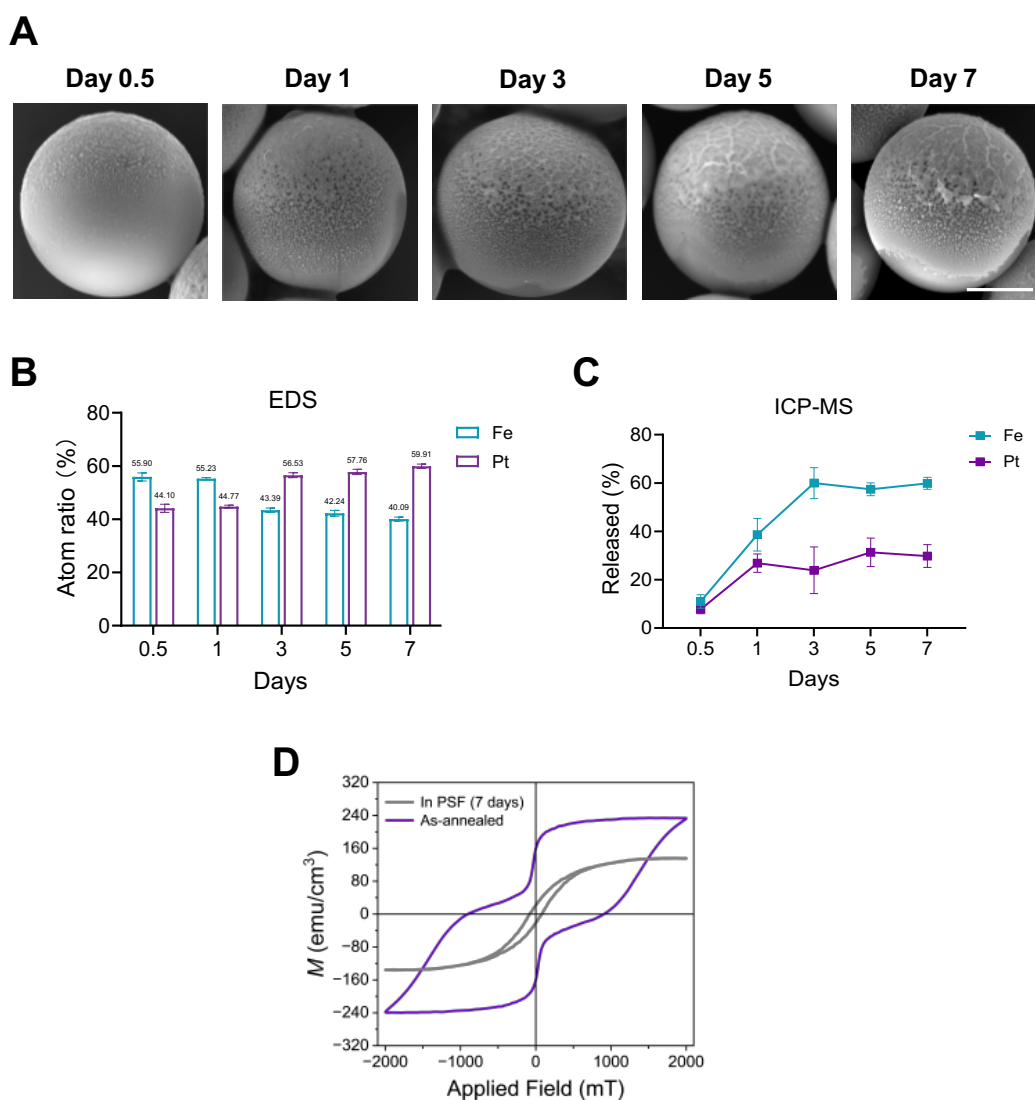 A
Day 0.5
Day 1
Day 3
Day 5
Day 7
B
EDS
Atom ratio (%)
80
60
40
20
0
55.90
44.10
55.23
44.77
43.39
56.53
42.24
57.76
40.09
59.91
0.5
1
3
5
7
Days
Fe
Pt
C
ICP-MS
Released (%)
80
60
40
20
0
0.5
1
3
5
7
Days
Fe
Pt
D
M (emu/cm³)
320
240
160
80
0
−80
−160
−240
−320
In PSF (7 days)
As-annealed
−2000
−1000
0
1000
2000
Applied Field (mT)